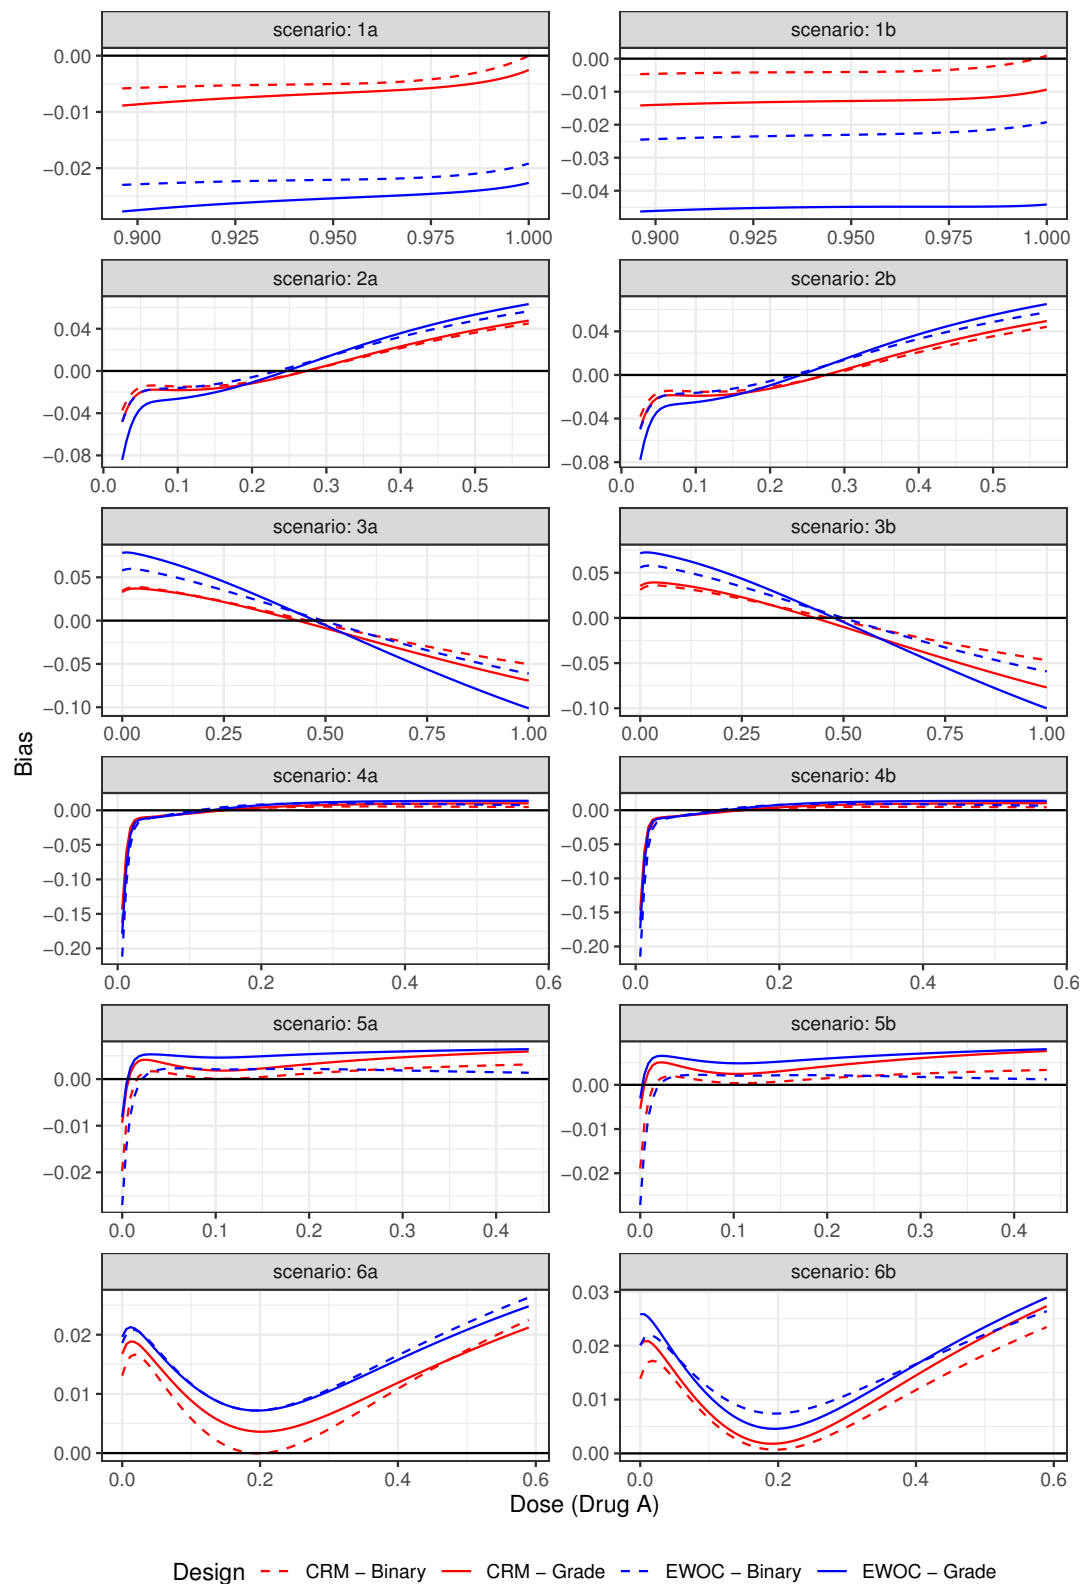 scenario: 1a
scenario: 1b
0.00
−0.01
−0.02
0.900 0.925 0.950 0.975 1.000
0.00
−0.01
−0.02
−0.03
−0.04
0.900 0.925 0.950 0.975 1.000
scenario: 2a
scenario: 2b
0.04
0.00
−0.04
−0.08
0.0 0.1 0.2 0.3 0.4 0.5
0.04
0.00
−0.04
−0.08
0.0 0.1 0.2 0.3 0.4 0.5
scenario: 3a
scenario: 3b
0.05
0.00
−0.05
−0.10
0.00 0.25 0.50 0.75 1.00
0.05
0.00
−0.05
−0.10
0.00 0.25 0.50 0.75 1.00
Bias
scenario: 4a
scenario: 4b
0.00
−0.05
−0.10
−0.15
−0.20
0.0 0.2 0.4 0.6
0.00
−0.05
−0.10
−0.15
−0.20
0.0 0.2 0.4 0.6
scenario: 5a
scenario: 5b
0.00
−0.01
−0.02
0.0 0.1 0.2 0.3 0.4
0.00
−0.01
−0.02
0.0 0.1 0.2 0.3 0.4
scenario: 6a
scenario: 6b
0.02
0.01
0.00
0.0 0.2 0.4 0.6
0.03
0.02
0.01
0.00
0.0 0.2 0.4 0.6
Dose (Drug A)
Design CRM − Binary CRM − Grade EWOC − Binary EWOC − Grade